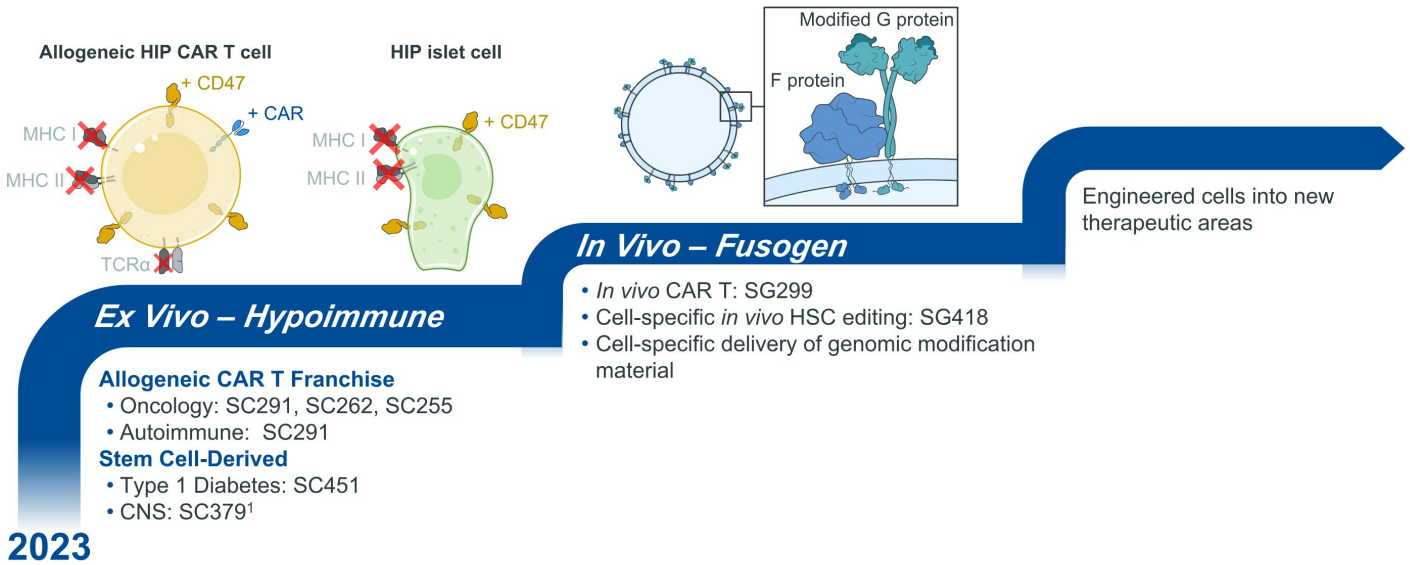 Allogeneic HIP CAR T cell
+ CD47
+ CAR
MHC I
MHC II
TCRα
HIP islet cell
+ CD47
MHC I
MHC II
Modified G protein
F protein
Ex Vivo – Hypoimmune
Allogeneic CAR T Franchise
• Oncology: SC291, SC262, SC255
• Autoimmune: SC291
Stem Cell-Derived
• Type 1 Diabetes: SC451
• CNS: SC379¹
2023
In Vivo – Fusogen
• In vivo CAR T: SG299
• Cell-specific in vivo HSC editing: SG418
• Cell-specific delivery of genomic modification
material
Engineered cells into new
therapeutic areas